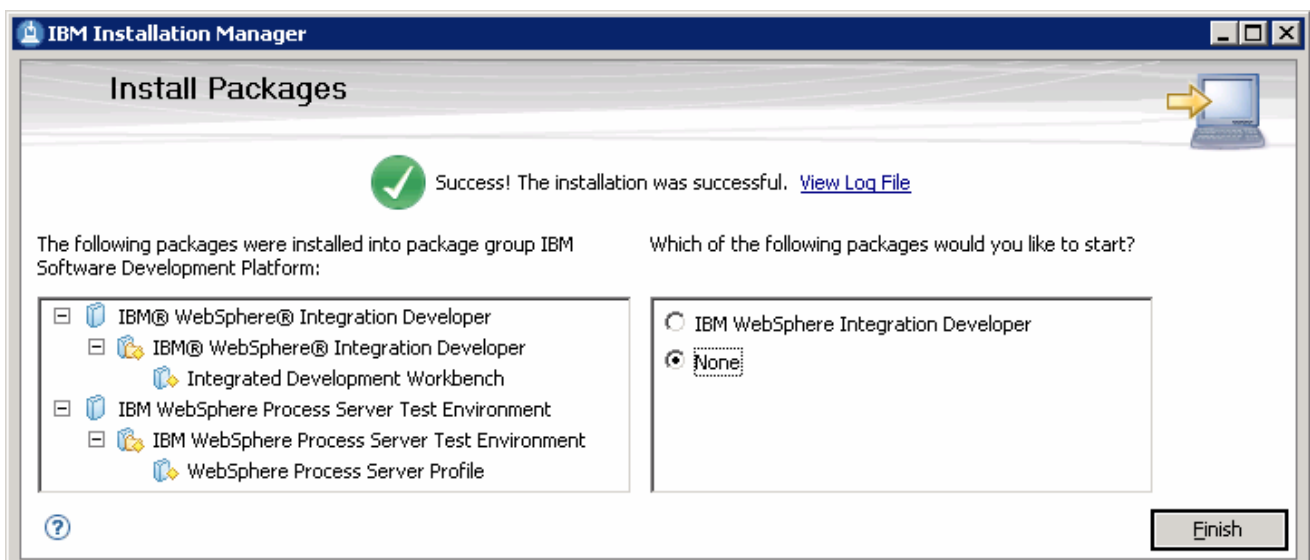 IBM Installation Manager
Install Packages
Success! The installation was successful. View Log File
The following packages were installed into package group IBM
Software Development Platform:
IBM® WebSphere® Integration Developer
IBM® WebSphere® Integration Developer
Integrated Development Workbench
IBM WebSphere Process Server Test Environment
IBM WebSphere Process Server Test Environment
WebSphere Process Server Profile
Which of the following packages would you like to start?
IBM WebSphere Integration Developer
None
?
Finish